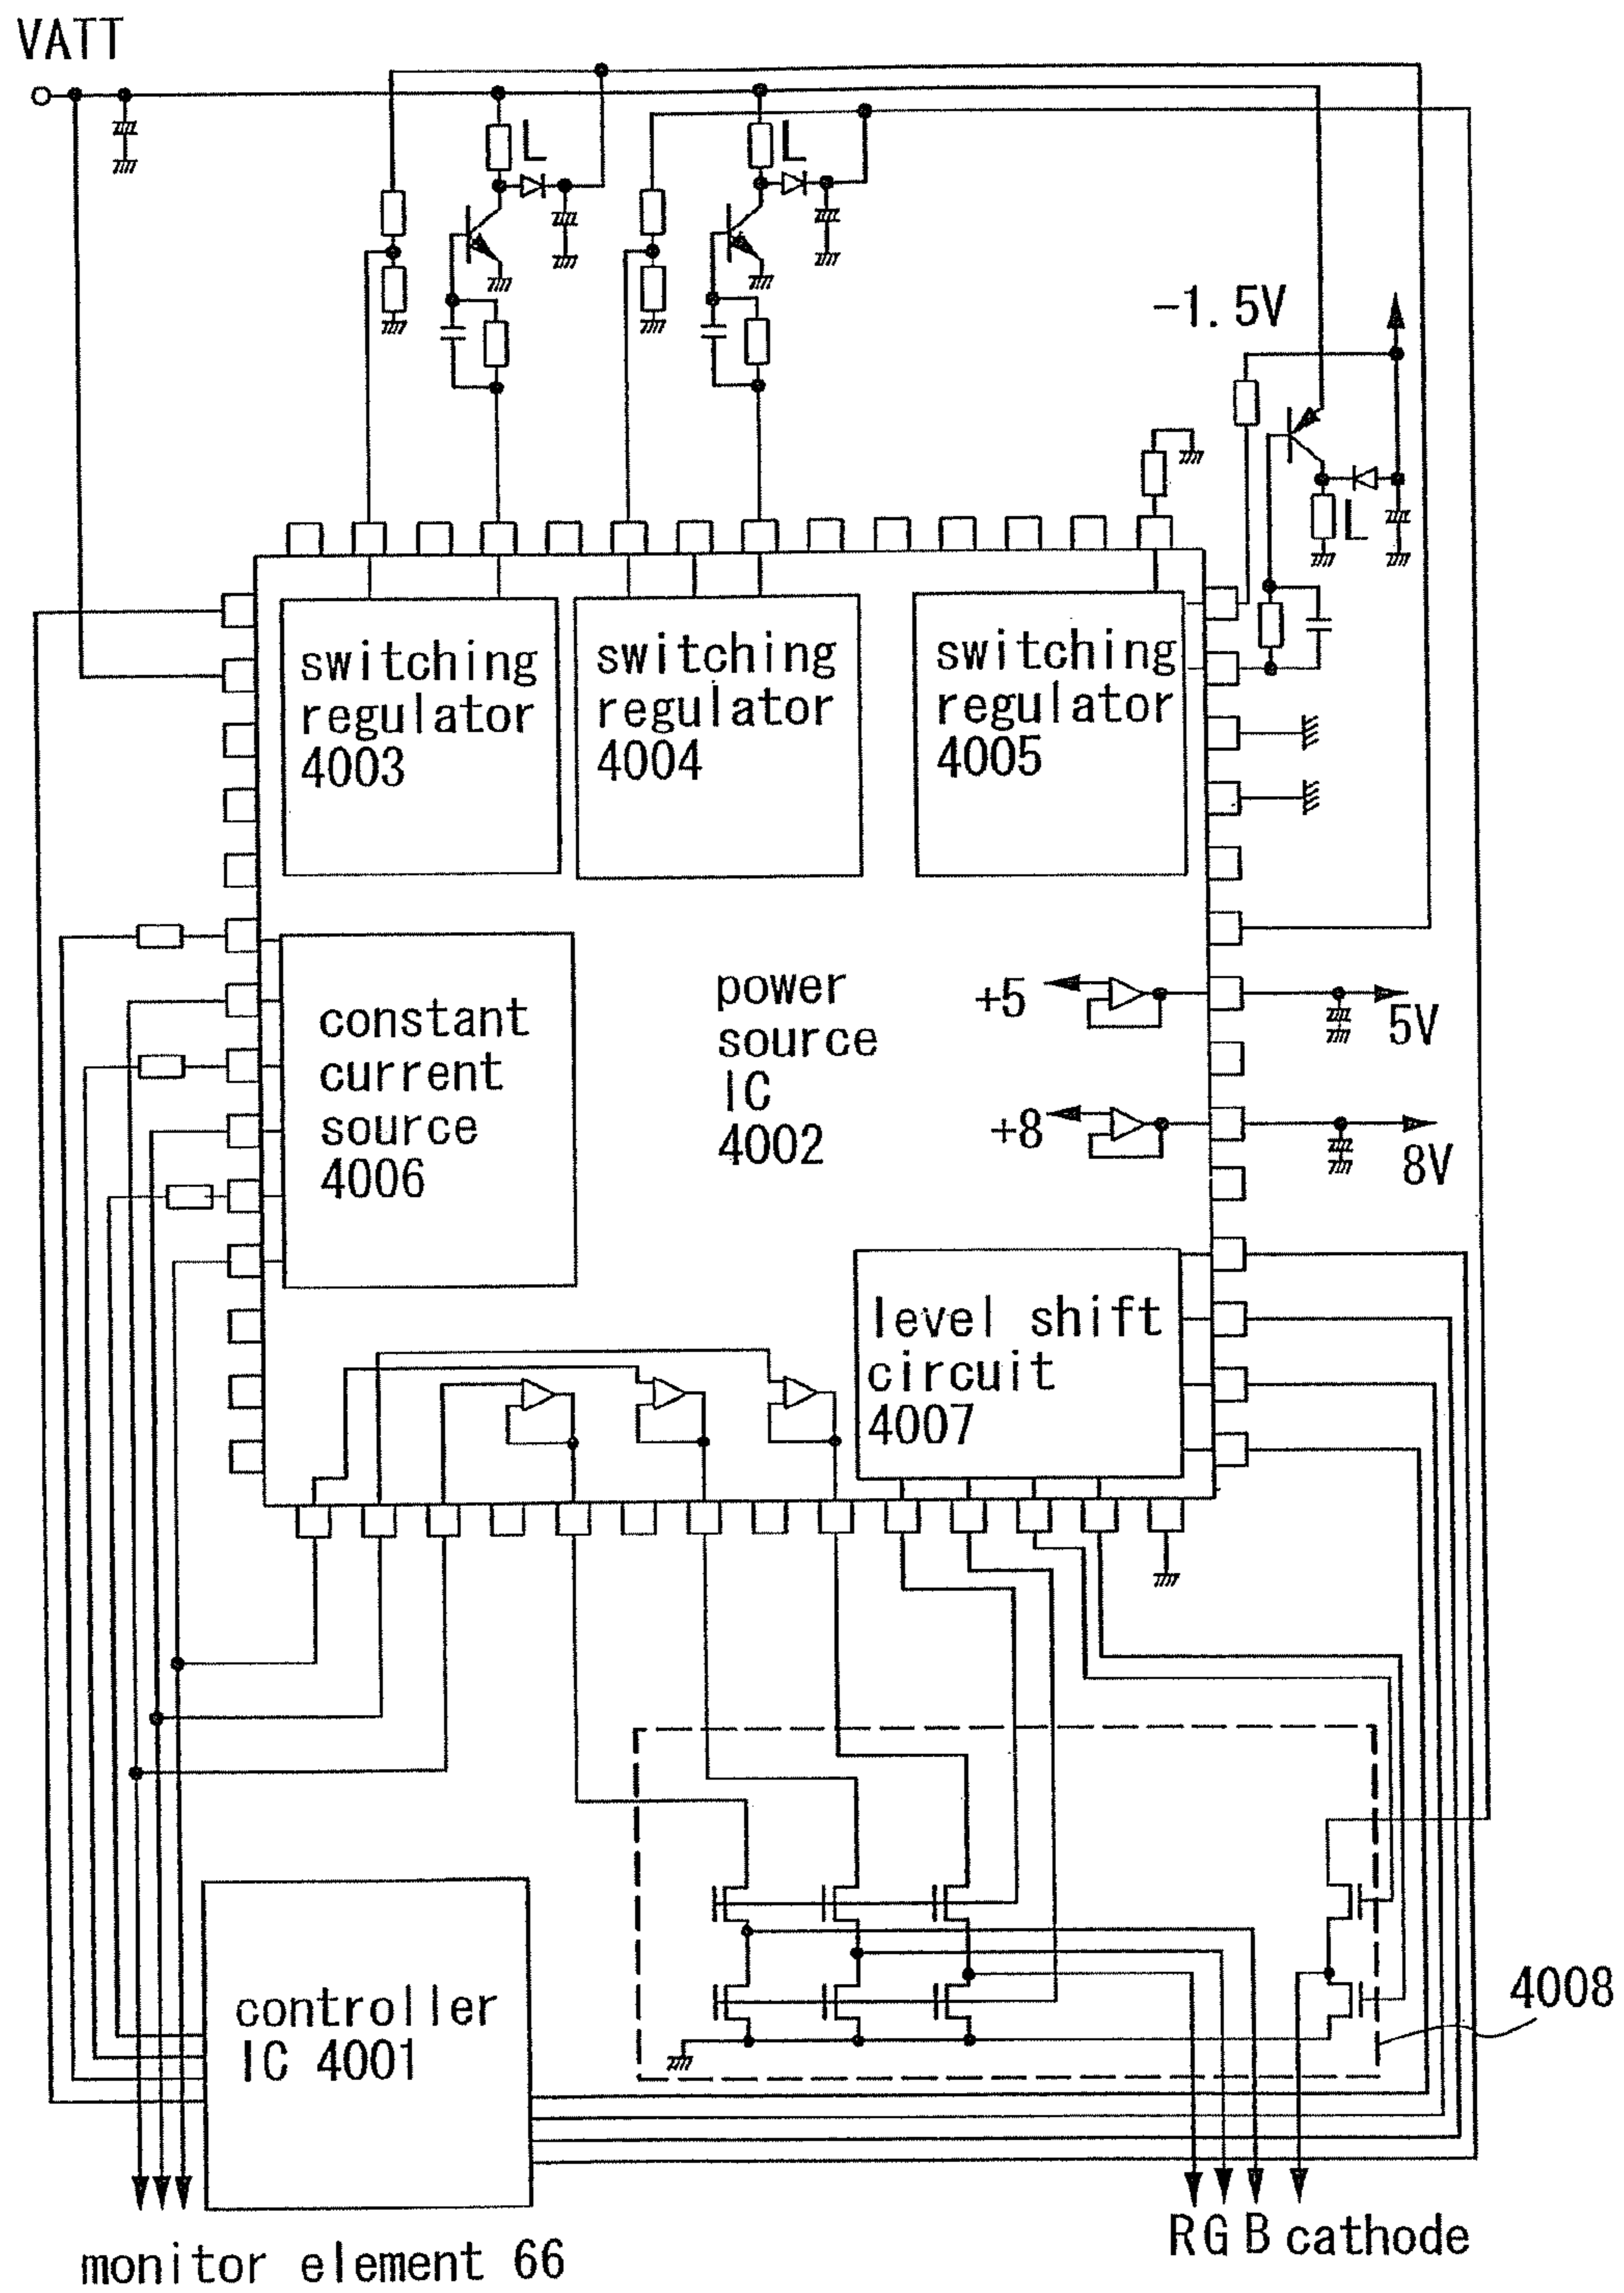 VATT
L
L
-1.5V
L
switching
regulator
4003
switching
regulator
4004
switching
regulator
4005
constant
current
source
4006
power
source
IC
4002
+5
5V
+8
8V
level shift
circuit
4007
controller
IC 4001
4008
R G B cathode
monitor element 66